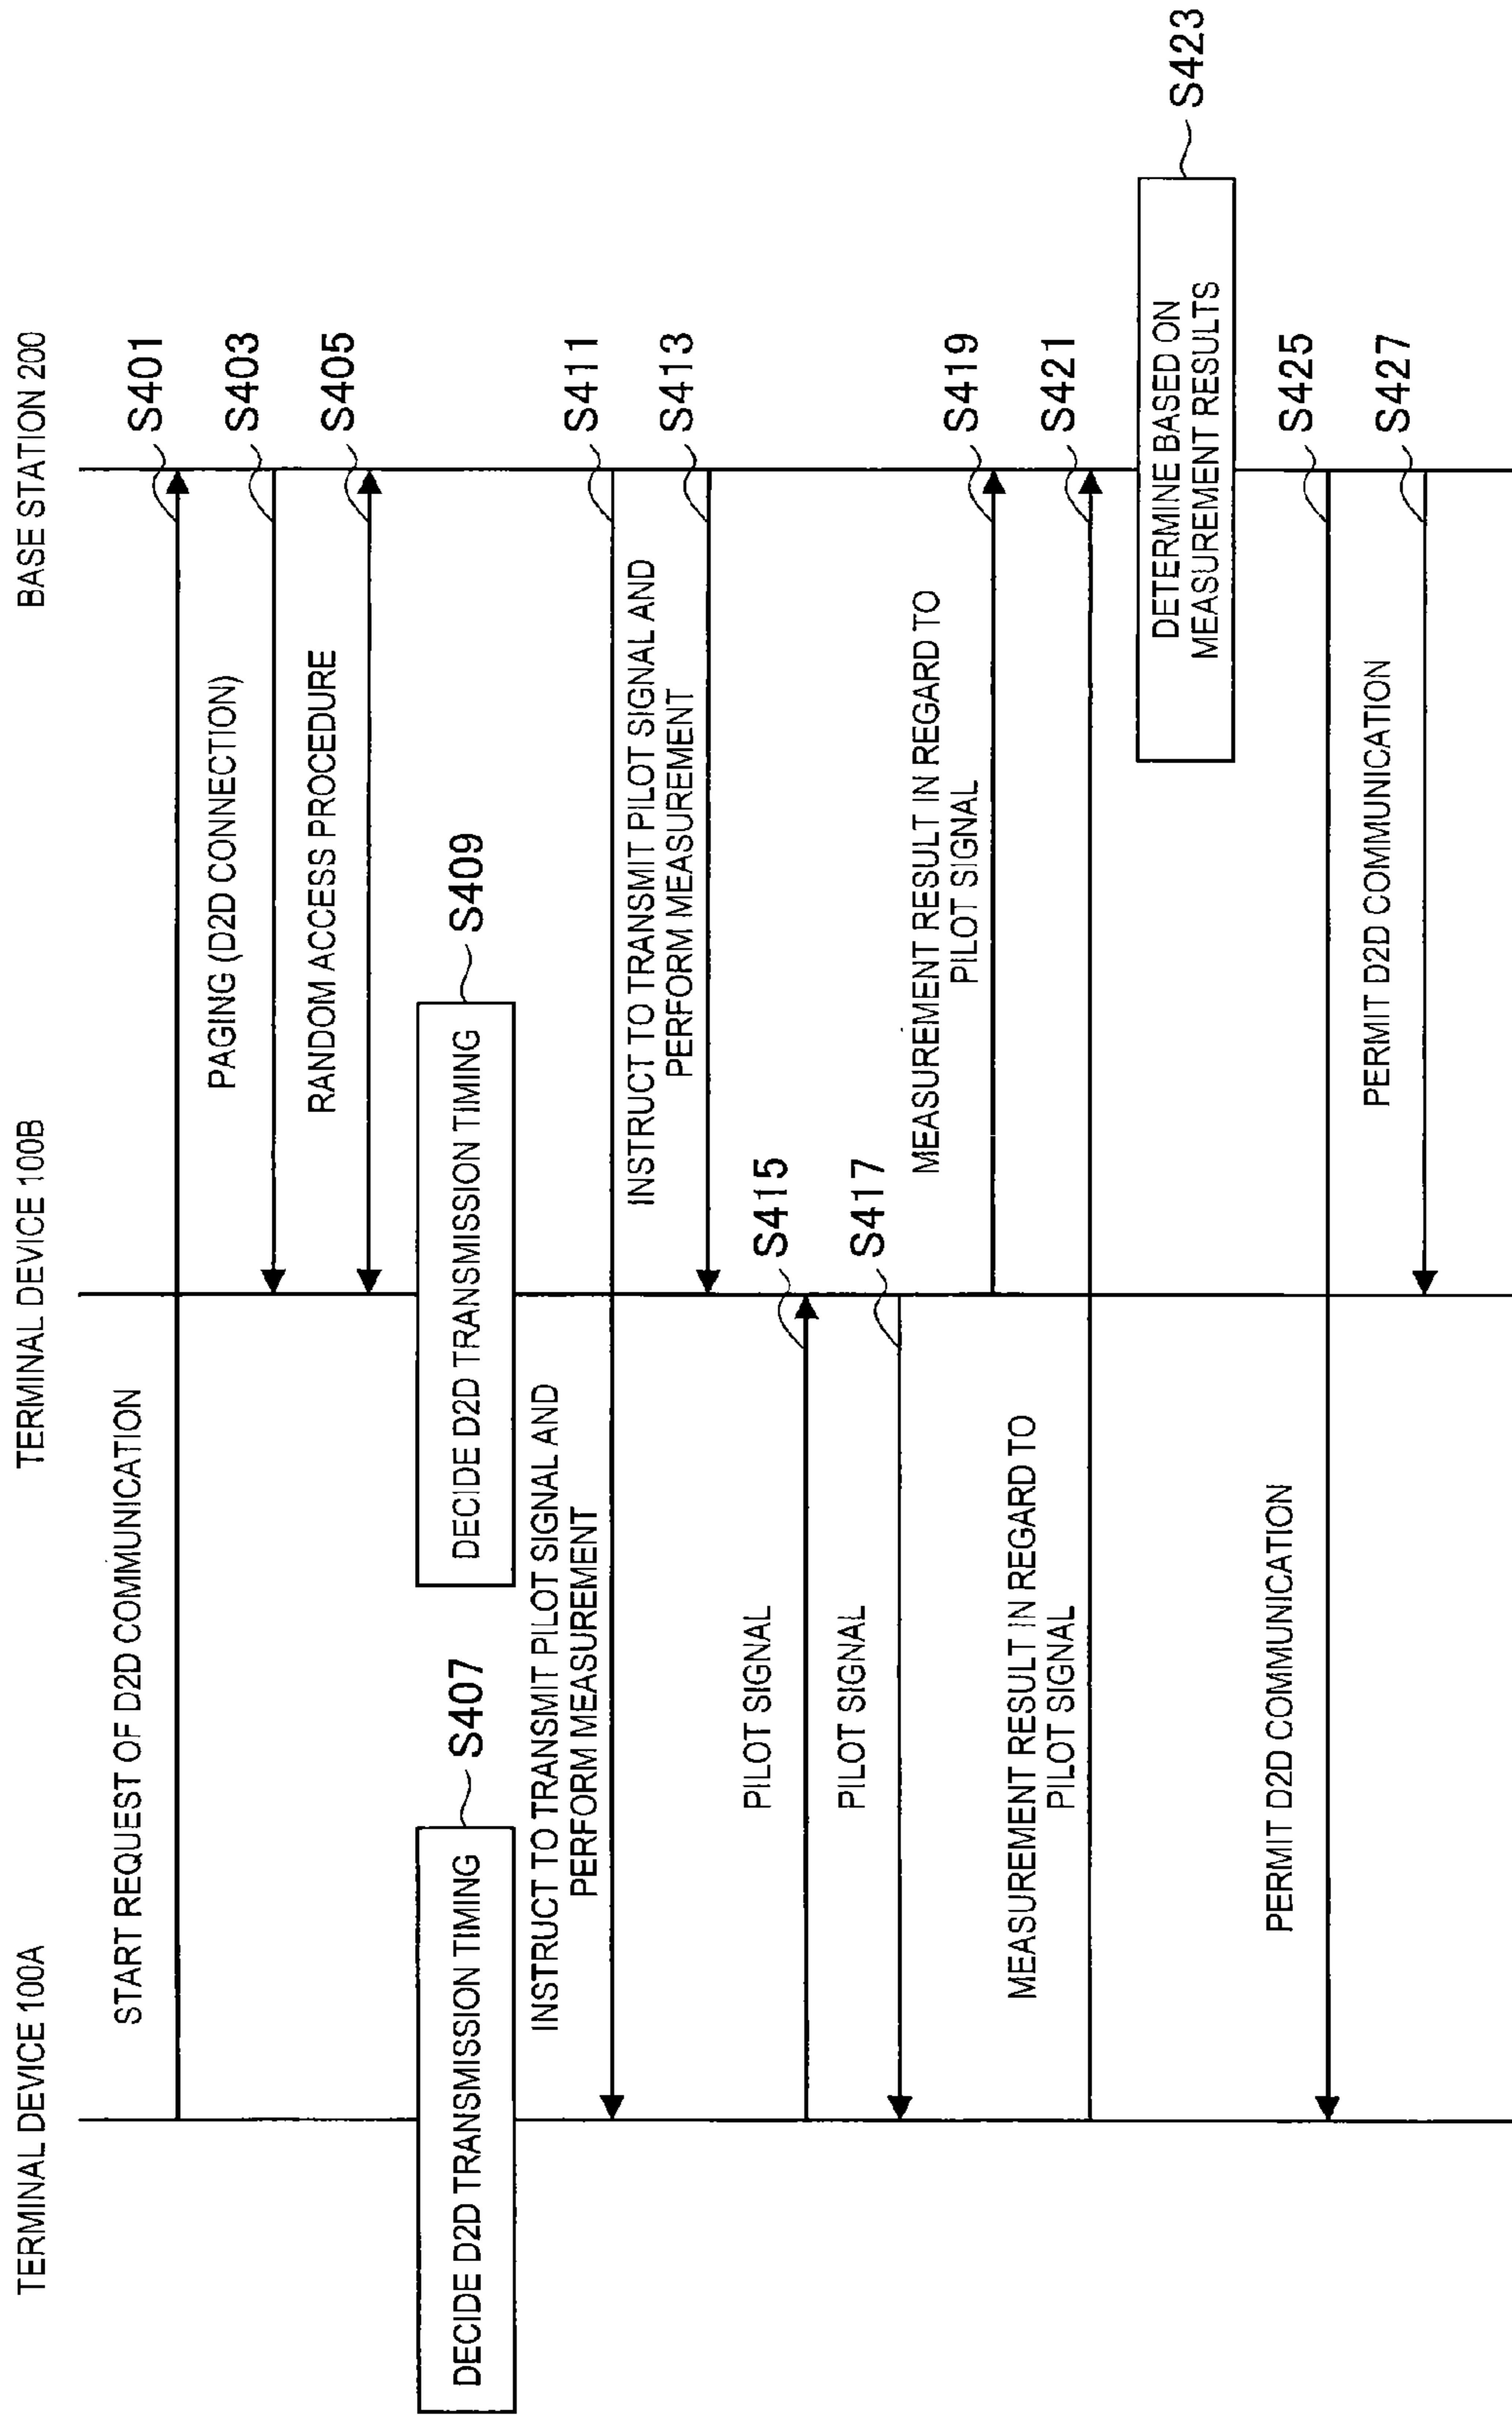 TERMINAL DEVICE 100A
TERMINAL DEVICE 100B
BASE STATION 200
START REQUEST OF D2D COMMUNICATION
S401
PAGING (D2D CONNECTION)
S403
RANDOM ACCESS PROCEDURE
S405
DECIDE D2D TRANSMISSION TIMING
S407
DECIDE D2D TRANSMISSION TIMING
S409
INSTRUCT TO TRANSMIT PILOT SIGNAL AND
PERFORM MEASUREMENT
S411
INSTRUCT TO TRANSMIT PILOT SIGNAL AND
PERFORM MEASUREMENT
S413
PILOT SIGNAL
S415
PILOT SIGNAL
S417
MEASUREMENT RESULT IN REGARD TO
PILOT SIGNAL
S419
MEASUREMENT RESULT IN REGARD TO
PILOT SIGNAL
S421
DETERMINE BASED ON
MEASUREMENT RESULTS
S423
PERMIT D2D COMMUNICATION
S425
PERMIT D2D COMMUNICATION
S427